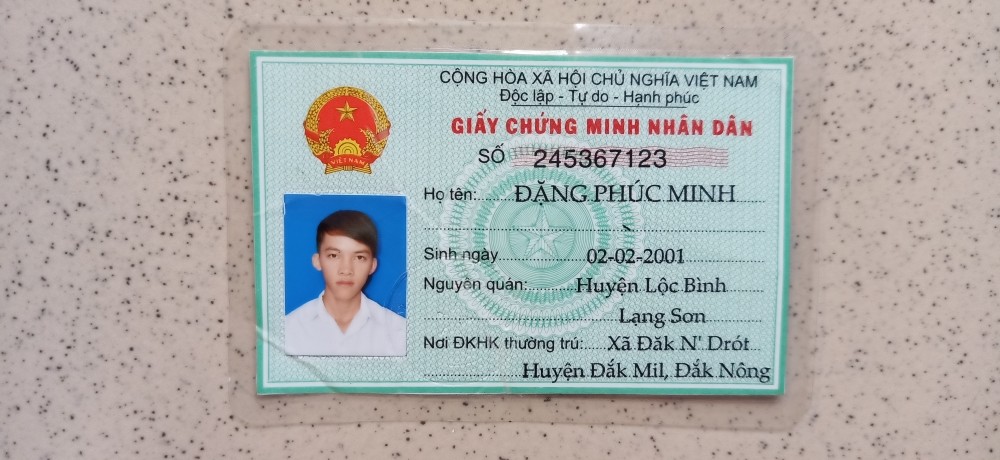 CỘNG HÒA XÃ HỘI CHỦ NGHĨA VIỆT NAM
Độc lập - Tự do - Hạnh phúc
GIẤY CHỨNG MINH NHÂN DÂN
VIỆT NAM
SỐ 245367123
Họ tên: ĐẶNG PHÚC MINH
Sinh ngày 02-02-2001
Nguyên quán: Huyện Lộc Bình
Lạng Sơn
Nơi ĐKHK thường trú: Xã Đăk N' Drót
Huyện Đắk Mil, Đắk Nông